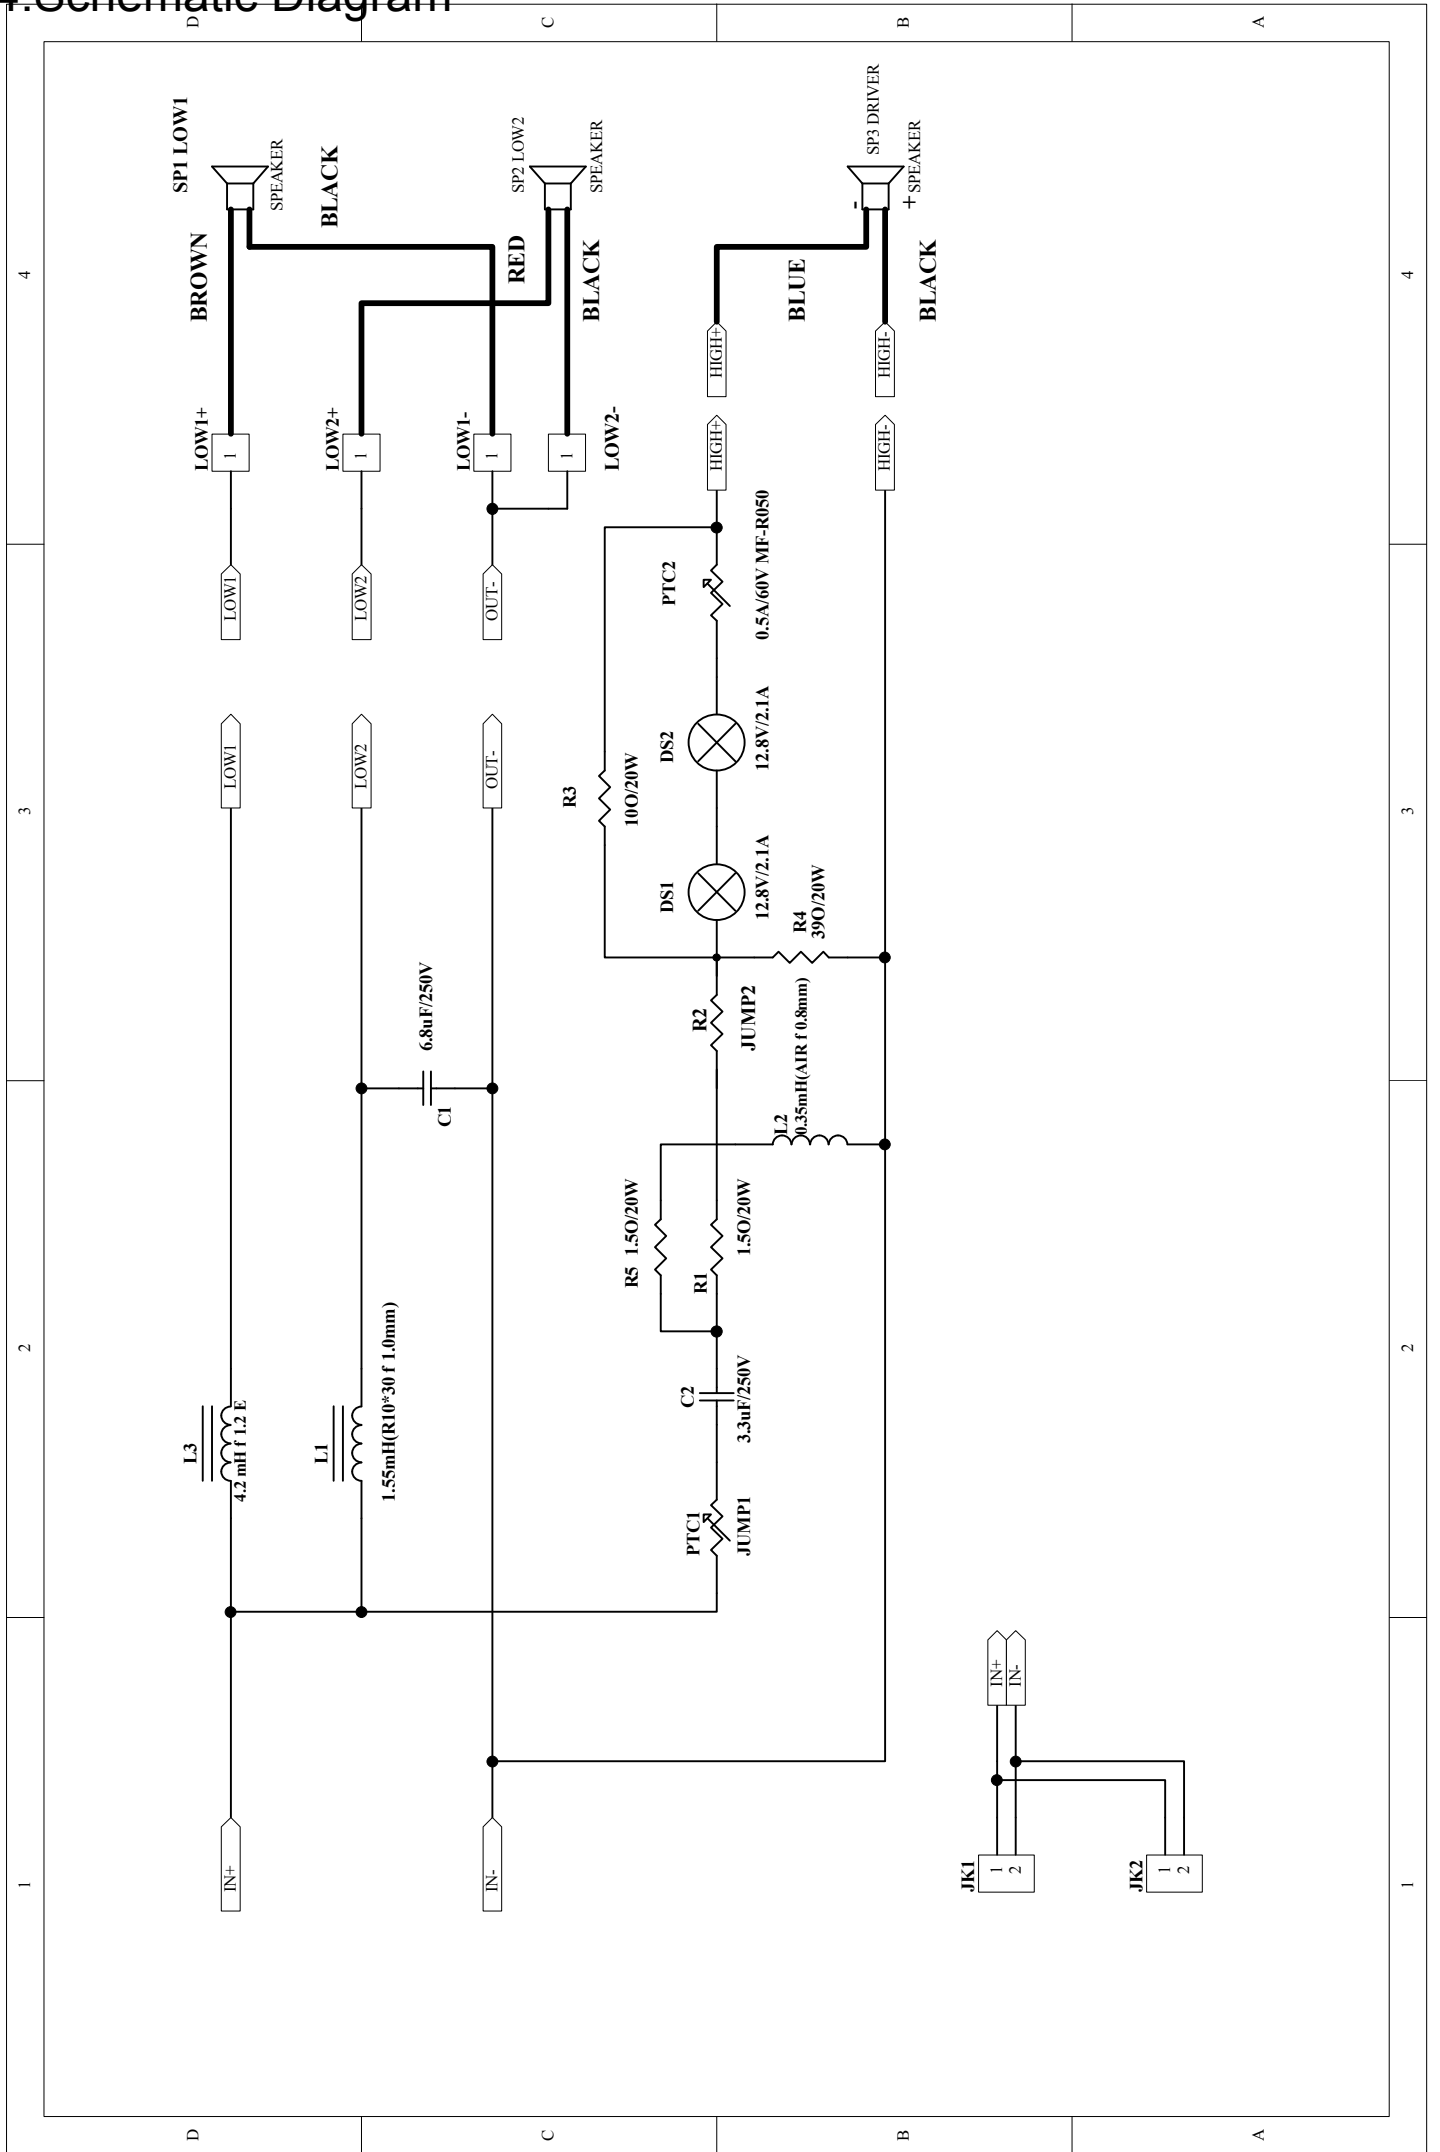 4.Schematic Diagram
1
2
3
4
D
C
B
A
D
C
B
A
1
2
3
4
IN+
IN-
L3
4.2 mH f 1.2 E
L1
1.55mH(R10*30 f 1.0mm)
C1
6.8uF/250V
LOW1
LOW2
OUT-
LOW1
LOW2
OUT-
LOW1+
1
LOW2+
1
LOW1-
1
1
LOW2-
BROWN
BLACK
RED
BLACK
SP1 LOW1
SPEAKER
SP2 LOW2
SPEAKER
PTC1
JUMP1
C2
3.3uF/250V
R5 1.5O/20W
R1
1.5O/20W
L2
0.35mH(AIR f 0.8mm)
R2
JUMP2
R4
39O/20W
R3
10O/20W
DS1
12.8V/2.1A
DS2
12.8V/2.1A
PTC2
0.5A/60V MF-R050
HIGH+
HIGH+
HIGH-
HIGH-
BLUE
BLACK
-
+
SP3 DRIVER
SPEAKER
JK1
1
2
IN+
IN-
JK2
1
2